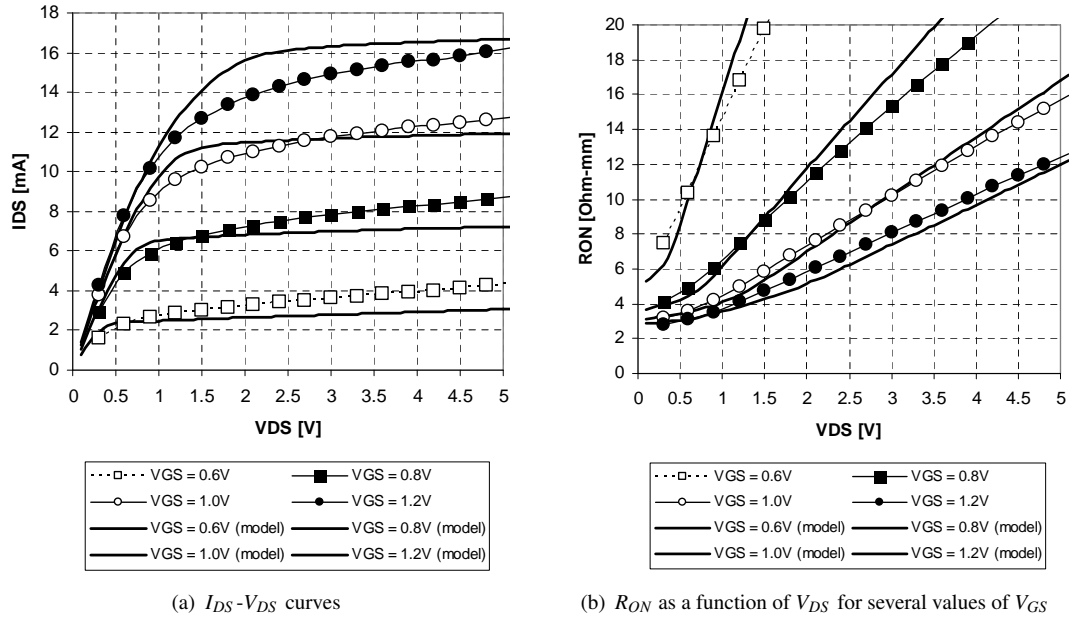 18
16
14
12
10
8
6
4
2
0
IDS [mA]
0 0.5 1 1.5 2 2.5 3 3.5 4 4.5 5
VDS [V]
VGS = 0.6V VGS = 0.8V
VGS = 1.0V VGS = 1.2V
VGS = 0.6V (model) VGS = 0.8V (model)
VGS = 1.0V (model) VGS = 1.2V (model)
(a) IDS-VDS curves
20
18
16
14
12
10
8
6
4
2
0
RON [Ohm-mm]
0 0.5 1 1.5 2 2.5 3 3.5 4 4.5 5
VDS [V]
VGS = 0.6V VGS = 0.8V
VGS = 1.0V VGS = 1.2V
VGS = 0.6V (model) VGS = 0.8V (model)
VGS = 1.0V (model) VGS = 1.2V (model)
(b) RON as a function of VDS for several values of VGS